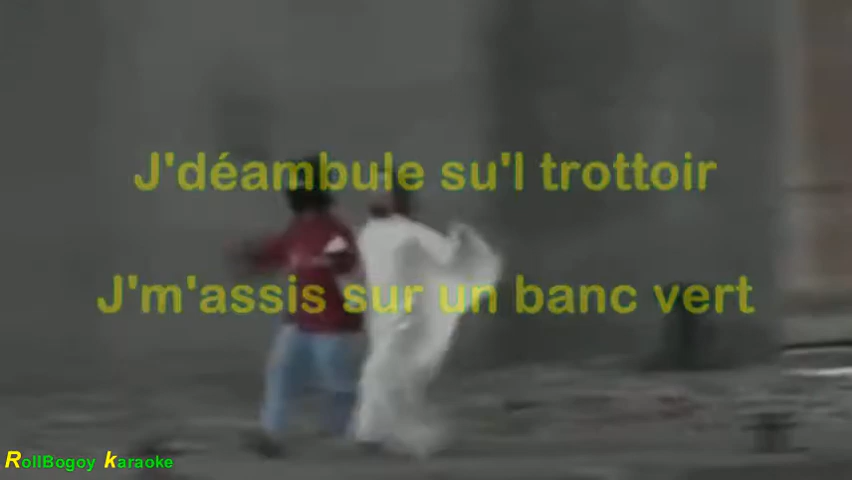 J'déambule su'l trottoir
J'm'assis sur un banc vert
RollBogoy karaoke